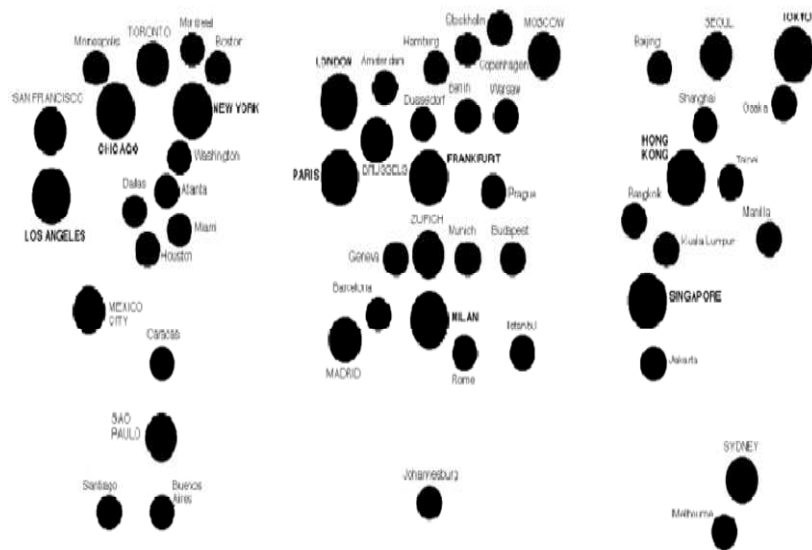 Montreal
TORONTO
Minneapolis
Boston
SAN FRANCISCO
NEW YORK
CHICAGO
Washington
Dallas
Atlanta
LOS ANGELES
Miami
Houston
MEXICO
CITY
Caracas
SAO
PAULO
Santiago
Buenos
Aires
Stockholm
MOSCOW
Hamburg
LONDON
Amsterdam
Copenhagen
Dusseldorf
Berlin
Warsaw
PARIS
BRUSSELS
FRANKFURT
Prague
ZURICH
Munich
Budapest
Geneva
Barcelona
MILAN
Istanbul
MADRID
Rome
Johannesburg
TOKYO
SEOUL
Beijing
Shanghai
Osaka
HONG
KONG
Taipei
Bangkok
Manilla
Kuala Lumpur
SINGAPORE
Jakarta
SYDNEY
Melbourne